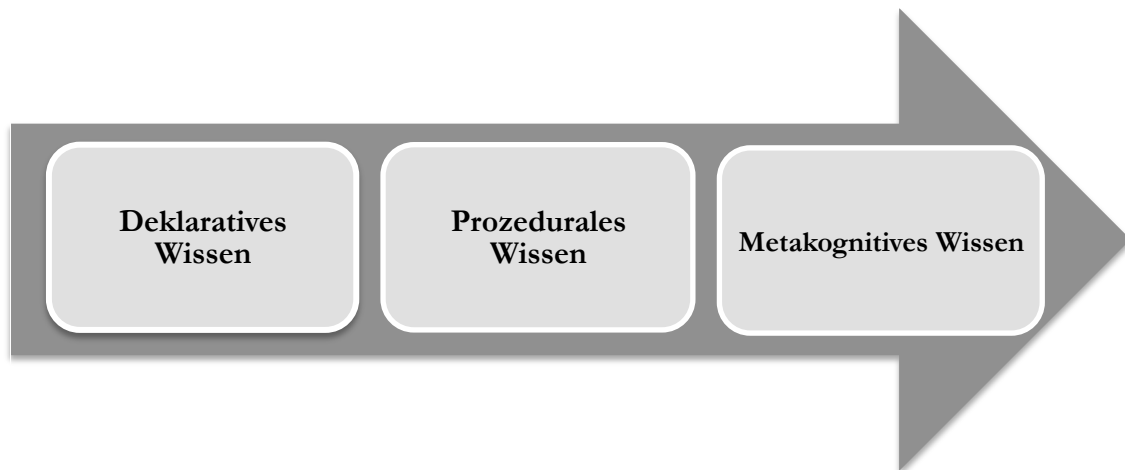 Deklaratives
Wissen
Prozedurales
Wissen
Metakognitives Wissen